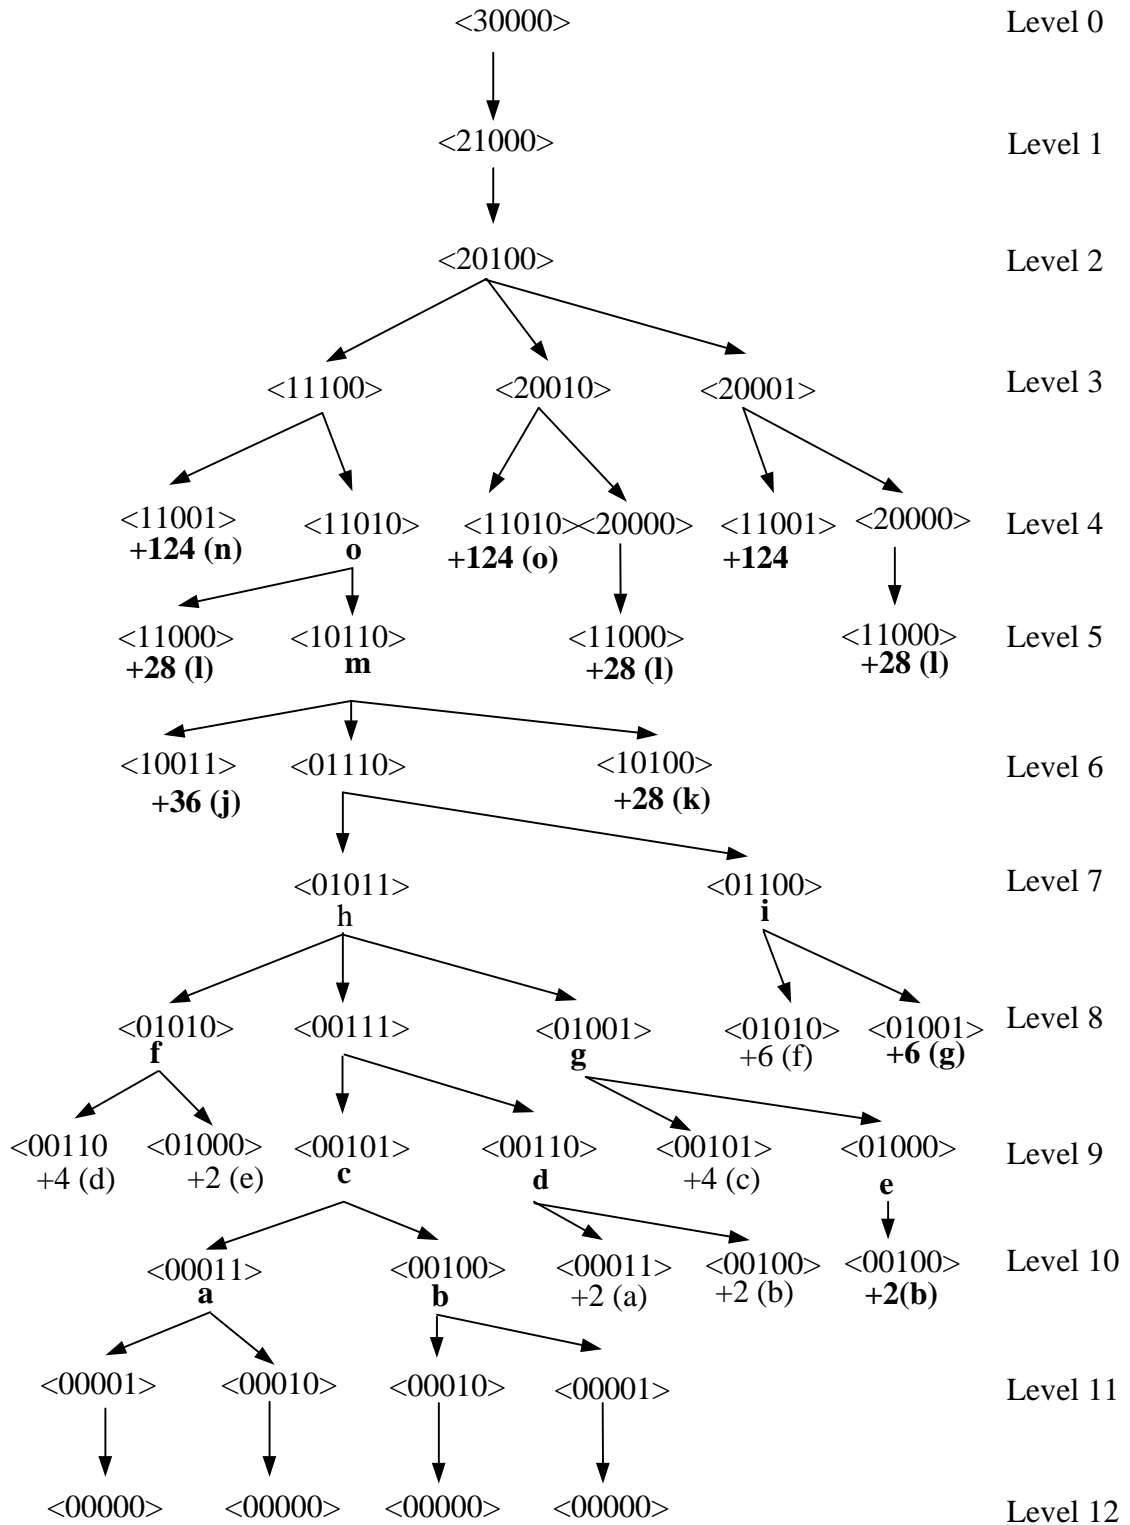 <30000> Level 0
<21000> Level 1
<20100> Level 2
<11100> <20010> <20001> Level 3
<11001> <11010> <11010> <20000> <11001> <20000> Level 4
+124 (n) o +124 (o) +124
<11000> <10110> <11000> <11000> Level 5
+28 (l) m +28 (l) +28 (l)
<10011> <01110> <10100> Level 6
+36 (j) +28 (k)
<01011> <01100> Level 7
h i
<01010> <00111> <01001> <01010> <01001> Level 8
f g +6 (f) +6 (g)
<00110 <01000> <00101> <00110> <00101> <01000> Level 9
+4 (d) +2 (e) c d +4 (c) e
<00011> <00100> <00011> <00100> <00100> Level 10
a b +2 (a) +2 (b) +2(b)
<00001> <00010> <00010> <00001> Level 11
<00000> <00000> <00000> <00000> Level 12